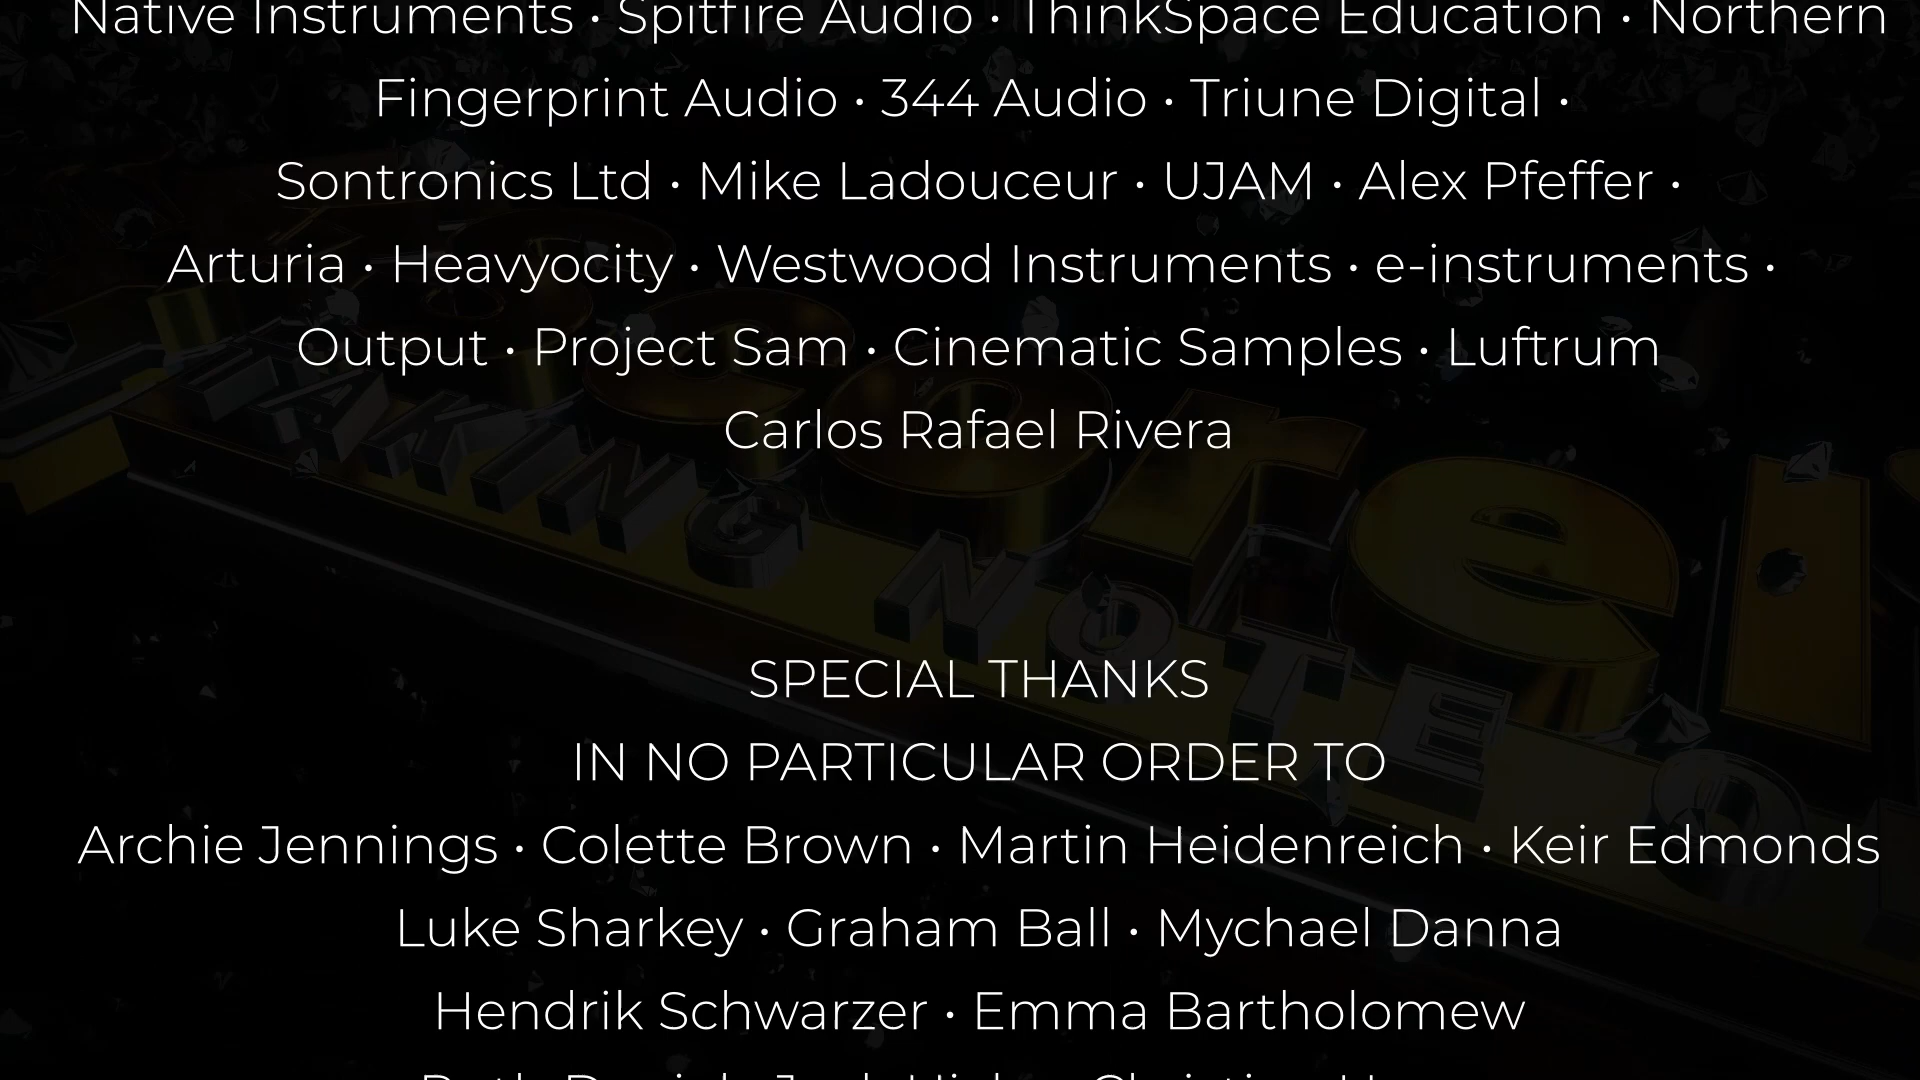 Native Instruments • Spitfire Audio • ThinkSpace Education • Northern
Fingerprint Audio • 344 Audio • Triune Digital •
Sontronics Ltd • Mike Ladouceur • UJAM • Alex Pfeffer •
Arturia • Heavyocity • Westwood Instruments • e-instruments •
Output • Project Sam • Cinematic Samples • Luftrum
Carlos Rafael Rivera
TAKING NOTE
SPECIAL THANKS
IN NO PARTICULAR ORDER TO
Archie Jennings • Colette Brown • Martin Heidenreich • Keir Edmonds
Luke Sharkey • Graham Ball • Mychael Danna
Hendrik Schwarzer • Emma Bartholomew